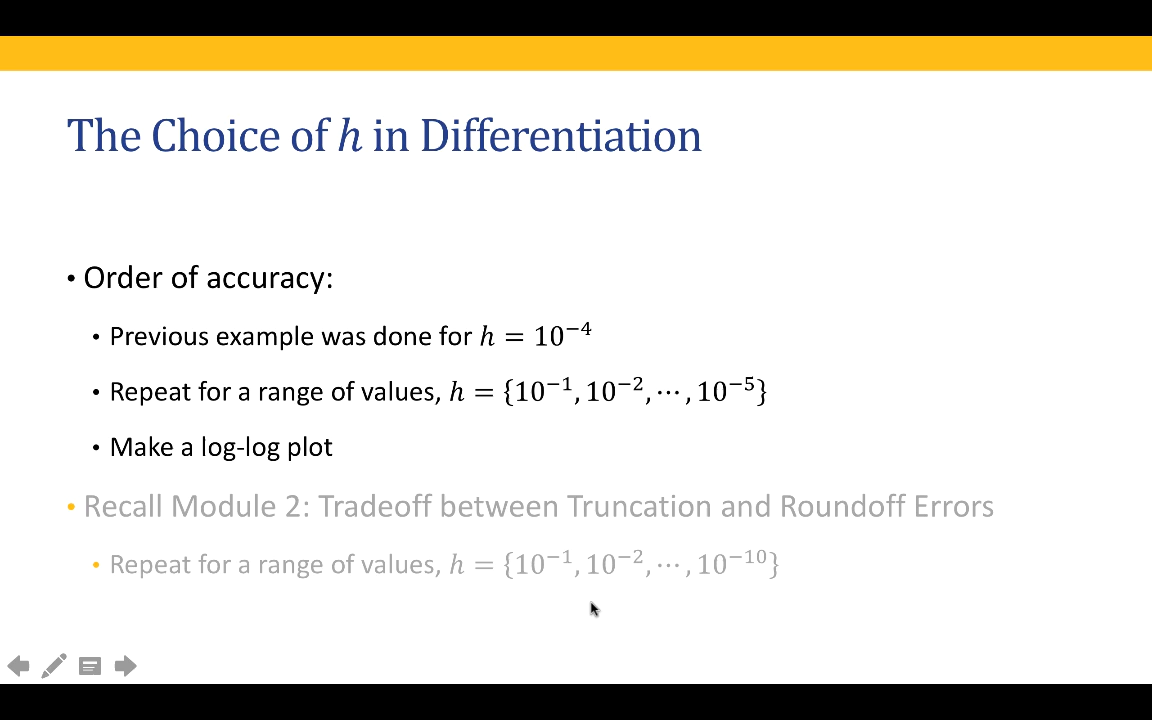 The Choice of h in Differentiation
• Order of accuracy:
• Previous example was done for h = 10⁻⁴
• Repeat for a range of values, h = {10⁻¹, 10⁻², ⋯ , 10⁻⁵}
• Make a log-log plot
• Recall Module 2: Tradeoff between Truncation and Roundoff Errors
• Repeat for a range of values, h = {10⁻¹, 10⁻², ⋯ , 10⁻¹⁰}